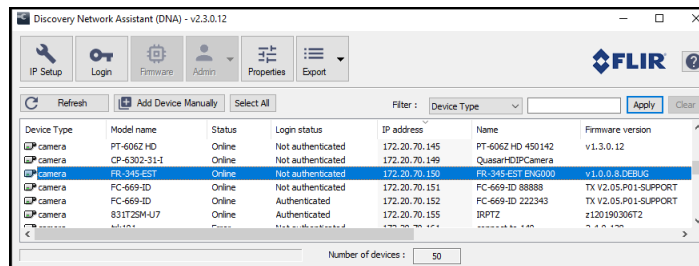 Discovery Network Assistant (DNA) - v2.3.0.12
IP Setup Login Firmware Admin Properties Export FLIR ?
Refresh Add Device Manually Select All Filter : Device Type Apply Clear
Device Type Model name Status Login status IP address Name Firmware version
camera PT-606Z HD Online Not authenticated 172.20.70.145 PT-606Z HD 450142 v1.3.0.12
camera CP-6302-31-I Online Not authenticated 172.20.70.149 QuasarHDIPCamera
camera FR-345-EST Online Not authenticated 172.20.70.150 FR-345-EST ENG000 v1.0.0.8.DEBUG
camera FC-669-ID Online Not authenticated 172.20.70.151 FC-669-ID 88888 TX V2.05.P01-SUPPORT
camera FC-669-ID Online Authenticated 172.20.70.152 FC-669-ID 222343 TX V2.05.P01-SUPPORT
camera 831T2SM-U7 Online Authenticated 172.20.70.155 IRPTZ z120190306T2
Number of devices : 50